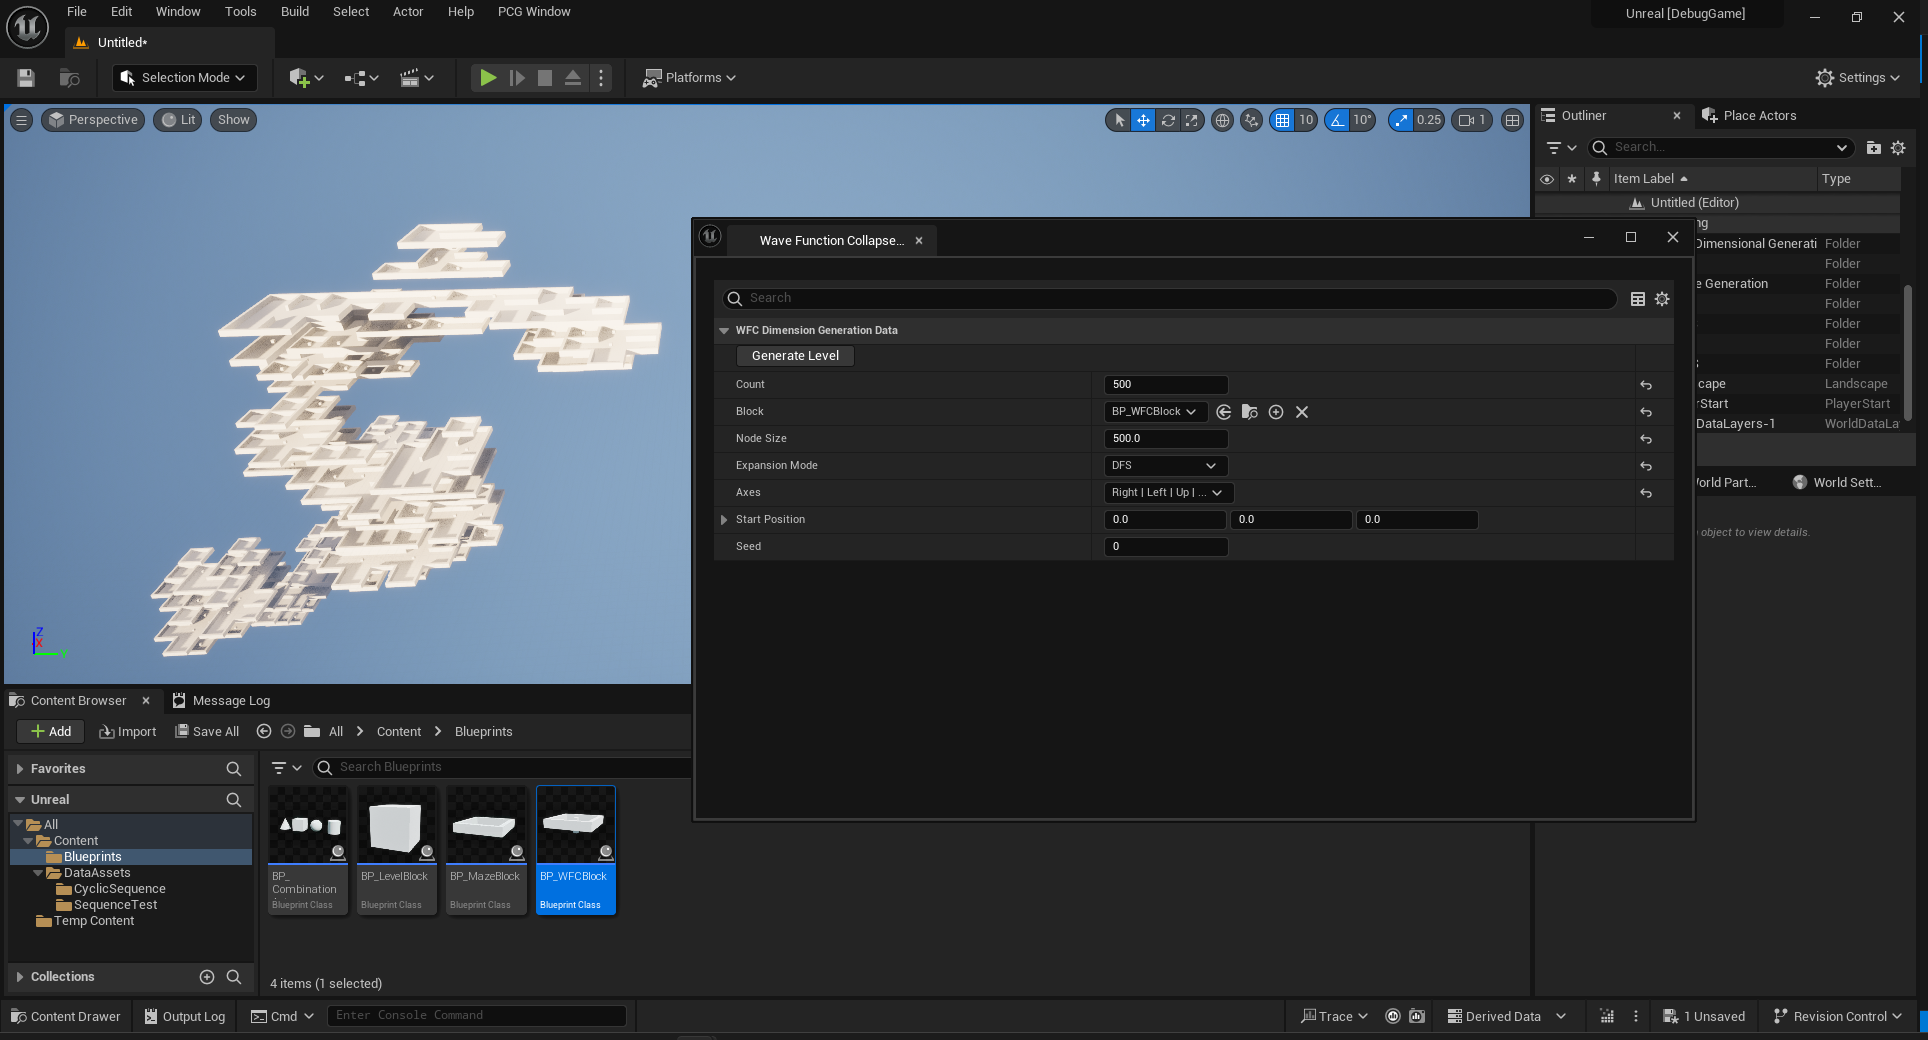 File Edit Window Tools Build Select Actor Help PCG Window
Unreal [DebugGame]
Untitled*
Selection Mode
Platforms
Settings
Perspective
Lit
Show
10
10°
0.25
1
Outliner
Place Actors
Search...
Item Label
Type
Untitled (Editor)
ng
Dimensional Generati Folder
Folder
e Generation Folder
Folder
Folder
Folder
Folder
cape Landscape
rStart PlayerStart
DataLayers-1 WorldDataLa
World Part...
World Sett...
object to view details.
Wave Function Collapse...
Search
WFC Dimension Generation Data
Generate Level
Count 500
Block BP_WFCBlock
Node Size 500.0
Expansion Mode DFS
Axes Right | Left | Up | ...
Start Position 0.0 0.0 0.0
Seed 0
Z
X
Y
Content Browser
Message Log
Add
Import
Save All
All
Content
Blueprints
Favorites
Search Blueprints
Unreal
All
Content
Blueprints
DataAssets
CyclicSequence
SequenceTest
Temp Content
Collections
BP_
Combination
Blueprint Class
BP_LevelBlock
Blueprint Class
BP_MazeBlock
Blueprint Class
BP_WFCBlock
Blueprint Class
4 items (1 selected)
Content Drawer
Output Log
Cmd
Enter Console Command
Trace
Derived Data
1 Unsaved
Revision Control